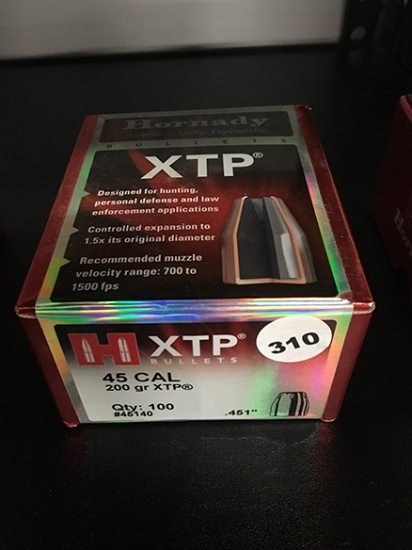 Hornady
BULLETS
XTP®
Designed for hunting,
personal defense and law
enforcement applications
Controlled expansion to
1.5x its original diameter
Recommended muzzle
velocity range: 700 to
1500 fps
H XTP®
BULLETS
310
45 CAL
200 gr XTP®
Qty: 100
#45140
.451"